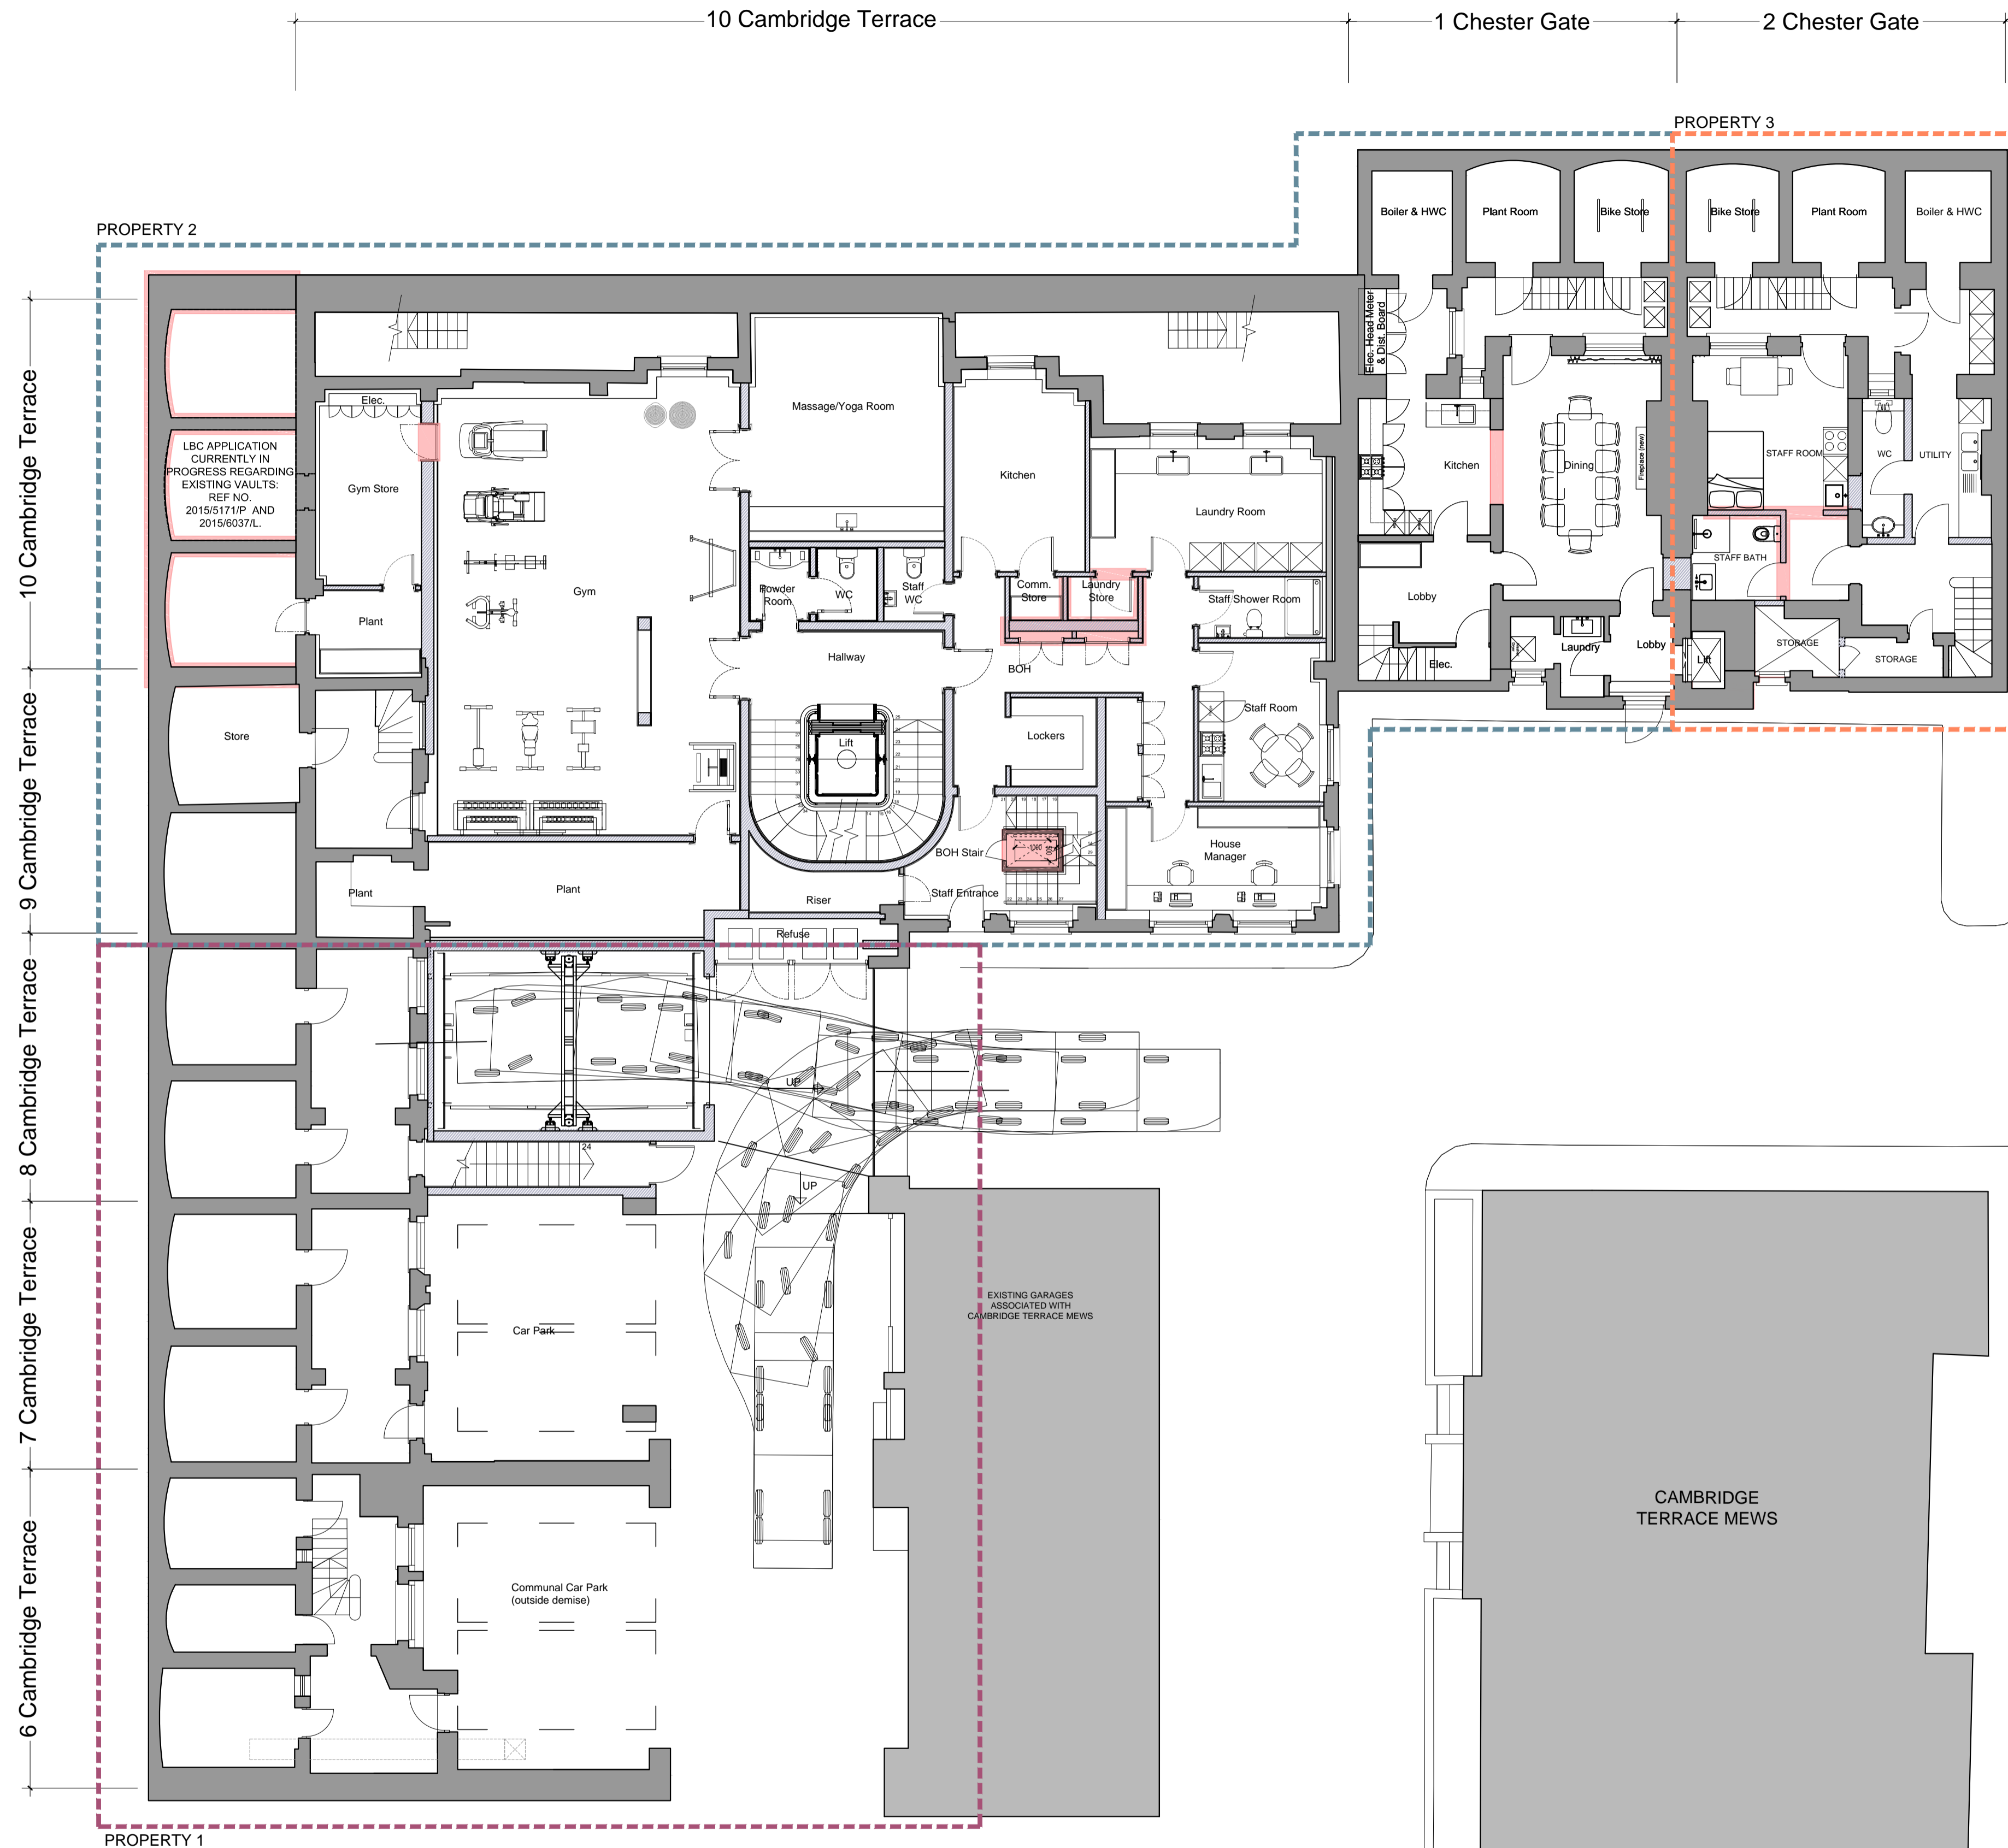 10 Cambridge Terrace
1 Chester Gate
2 Chester Gate
PROPERTY 3
PROPERTY 2
Boiler & HWC
Plant Room
Bike Store
Bike Store
Plant Room
Boiler & HWC
Elec. Head Meter
& Dist. Board
10 Cambridge Terrace
Elec.
LBC APPLICATION
CURRENTLY IN
PROGRESS REGARDING
EXISTING VAULTS:
REF NO.
2015/5171/P AND
2015/6037/L.
Gym Store
Plant
Gym
Massage/Yoga Room
Kitchen
Laundry Room
Powder
Room
WC
Staff
WC
Comm.
Store
Laundry
Store
Staff Shower Room
Hallway
BOH
Kitchen
Dining
Fireplace (new)
STAFF ROOM
WC
UTILITY
STAFF BATH
Lobby
Elec.
Laundry
Lobby
Lift
STORAGE
STORAGE
9 Cambridge Terrace
Store
Lift
Lockers
Staff Room
BOH Stair
1000
House
Manager
Plant
Plant
Riser
Staff Entrance
Refuse
8 Cambridge Terrace
UP
24
UP
7 Cambridge Terrace
Car Park
EXISTING GARAGES
ASSOCIATED WITH
CAMBRIDGE TERRACE MEWS
6 Cambridge Terrace
Communal Car Park
(outside demise)
CAMBRIDGE
TERRACE MEWS
PROPERTY 1